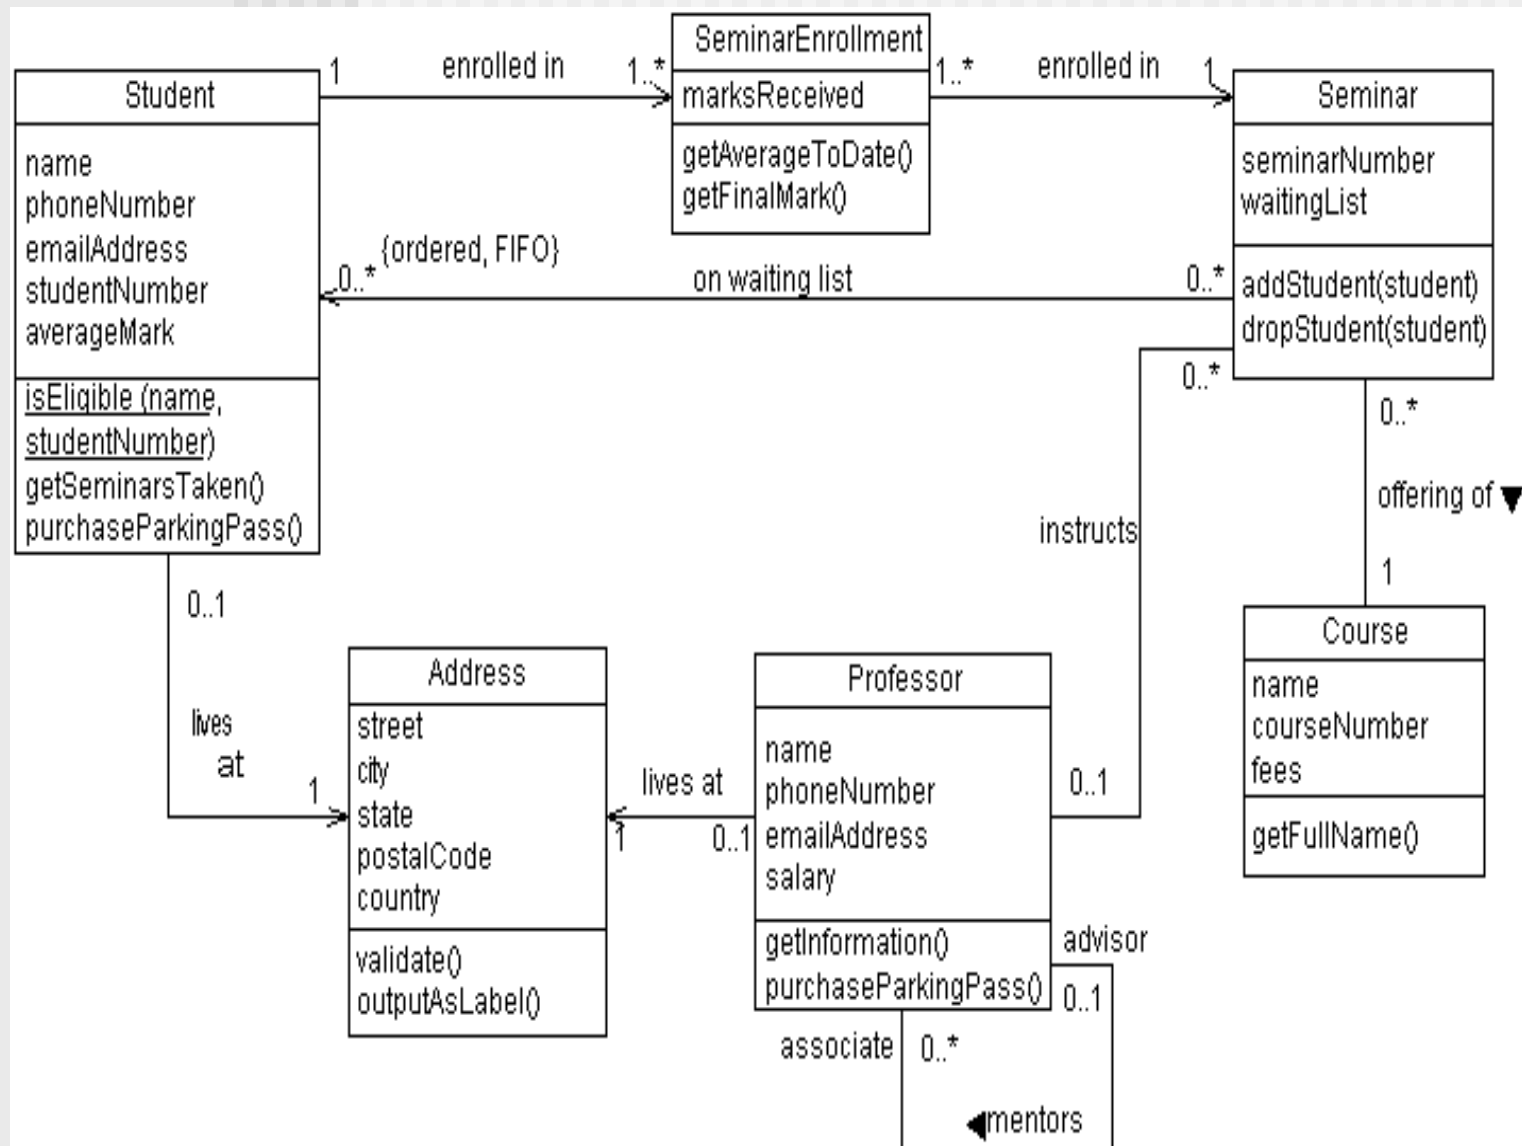 Student
name
phoneNumber
emailAddress
studentNumber
averageMark
isEligible (name,
studentNumber)
getSeminarsTaken()
purchaseParkingPass()
1
enrolled in
1..*
SeminarEnrollment
marksReceived
getAverageToDate()
getFinalMark()
1..*
enrolled in
1
Seminar
seminarNumber
waitingList
addStudent(student)
dropStudent(student)
{ordered, FIFO}
0..*
on waiting list
0..*
0..*
instructs
0..1
0..*
offering of
1
Course
name
courseNumber
fees
getFullName()
0..1
lives
at
1
Address
street
city
state
postalCode
country
validate()
outputAsLabel()
lives at
1
0..1
Professor
name
phoneNumber
emailAddress
salary
getInformation()
purchaseParkingPass()
advisor
0..1
associate
0..*
mentors